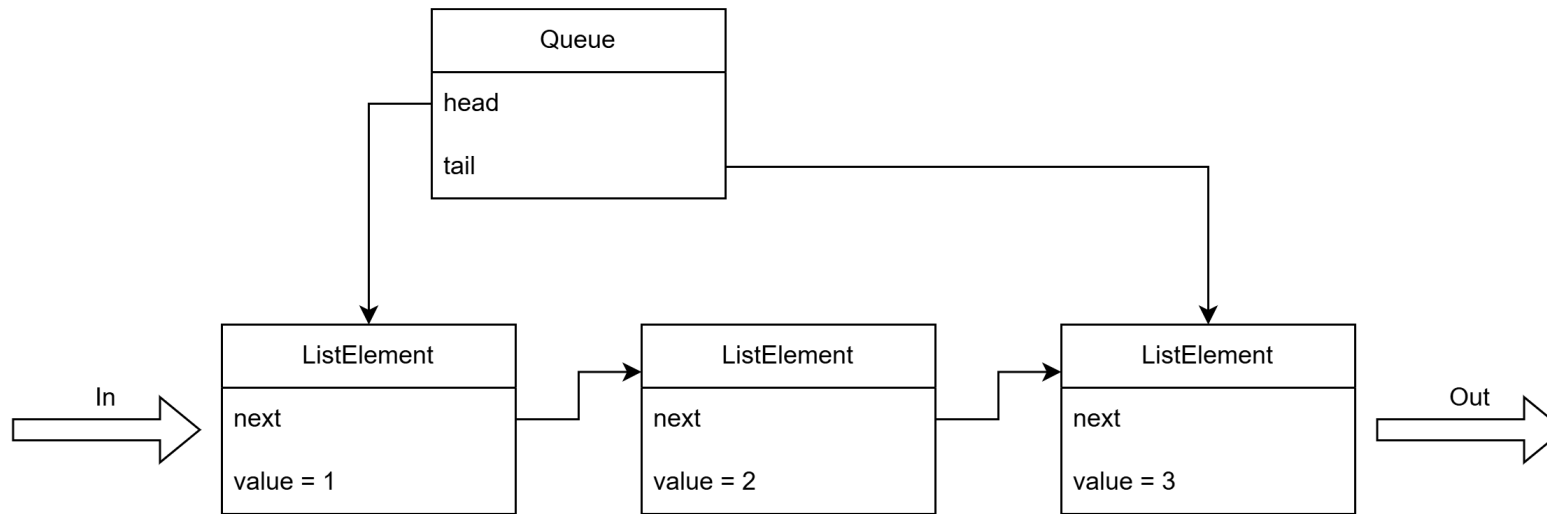 Queue
head
tail
ListElement
next
value = 1
ListElement
next
value = 2
ListElement
next
value = 3
In
Out